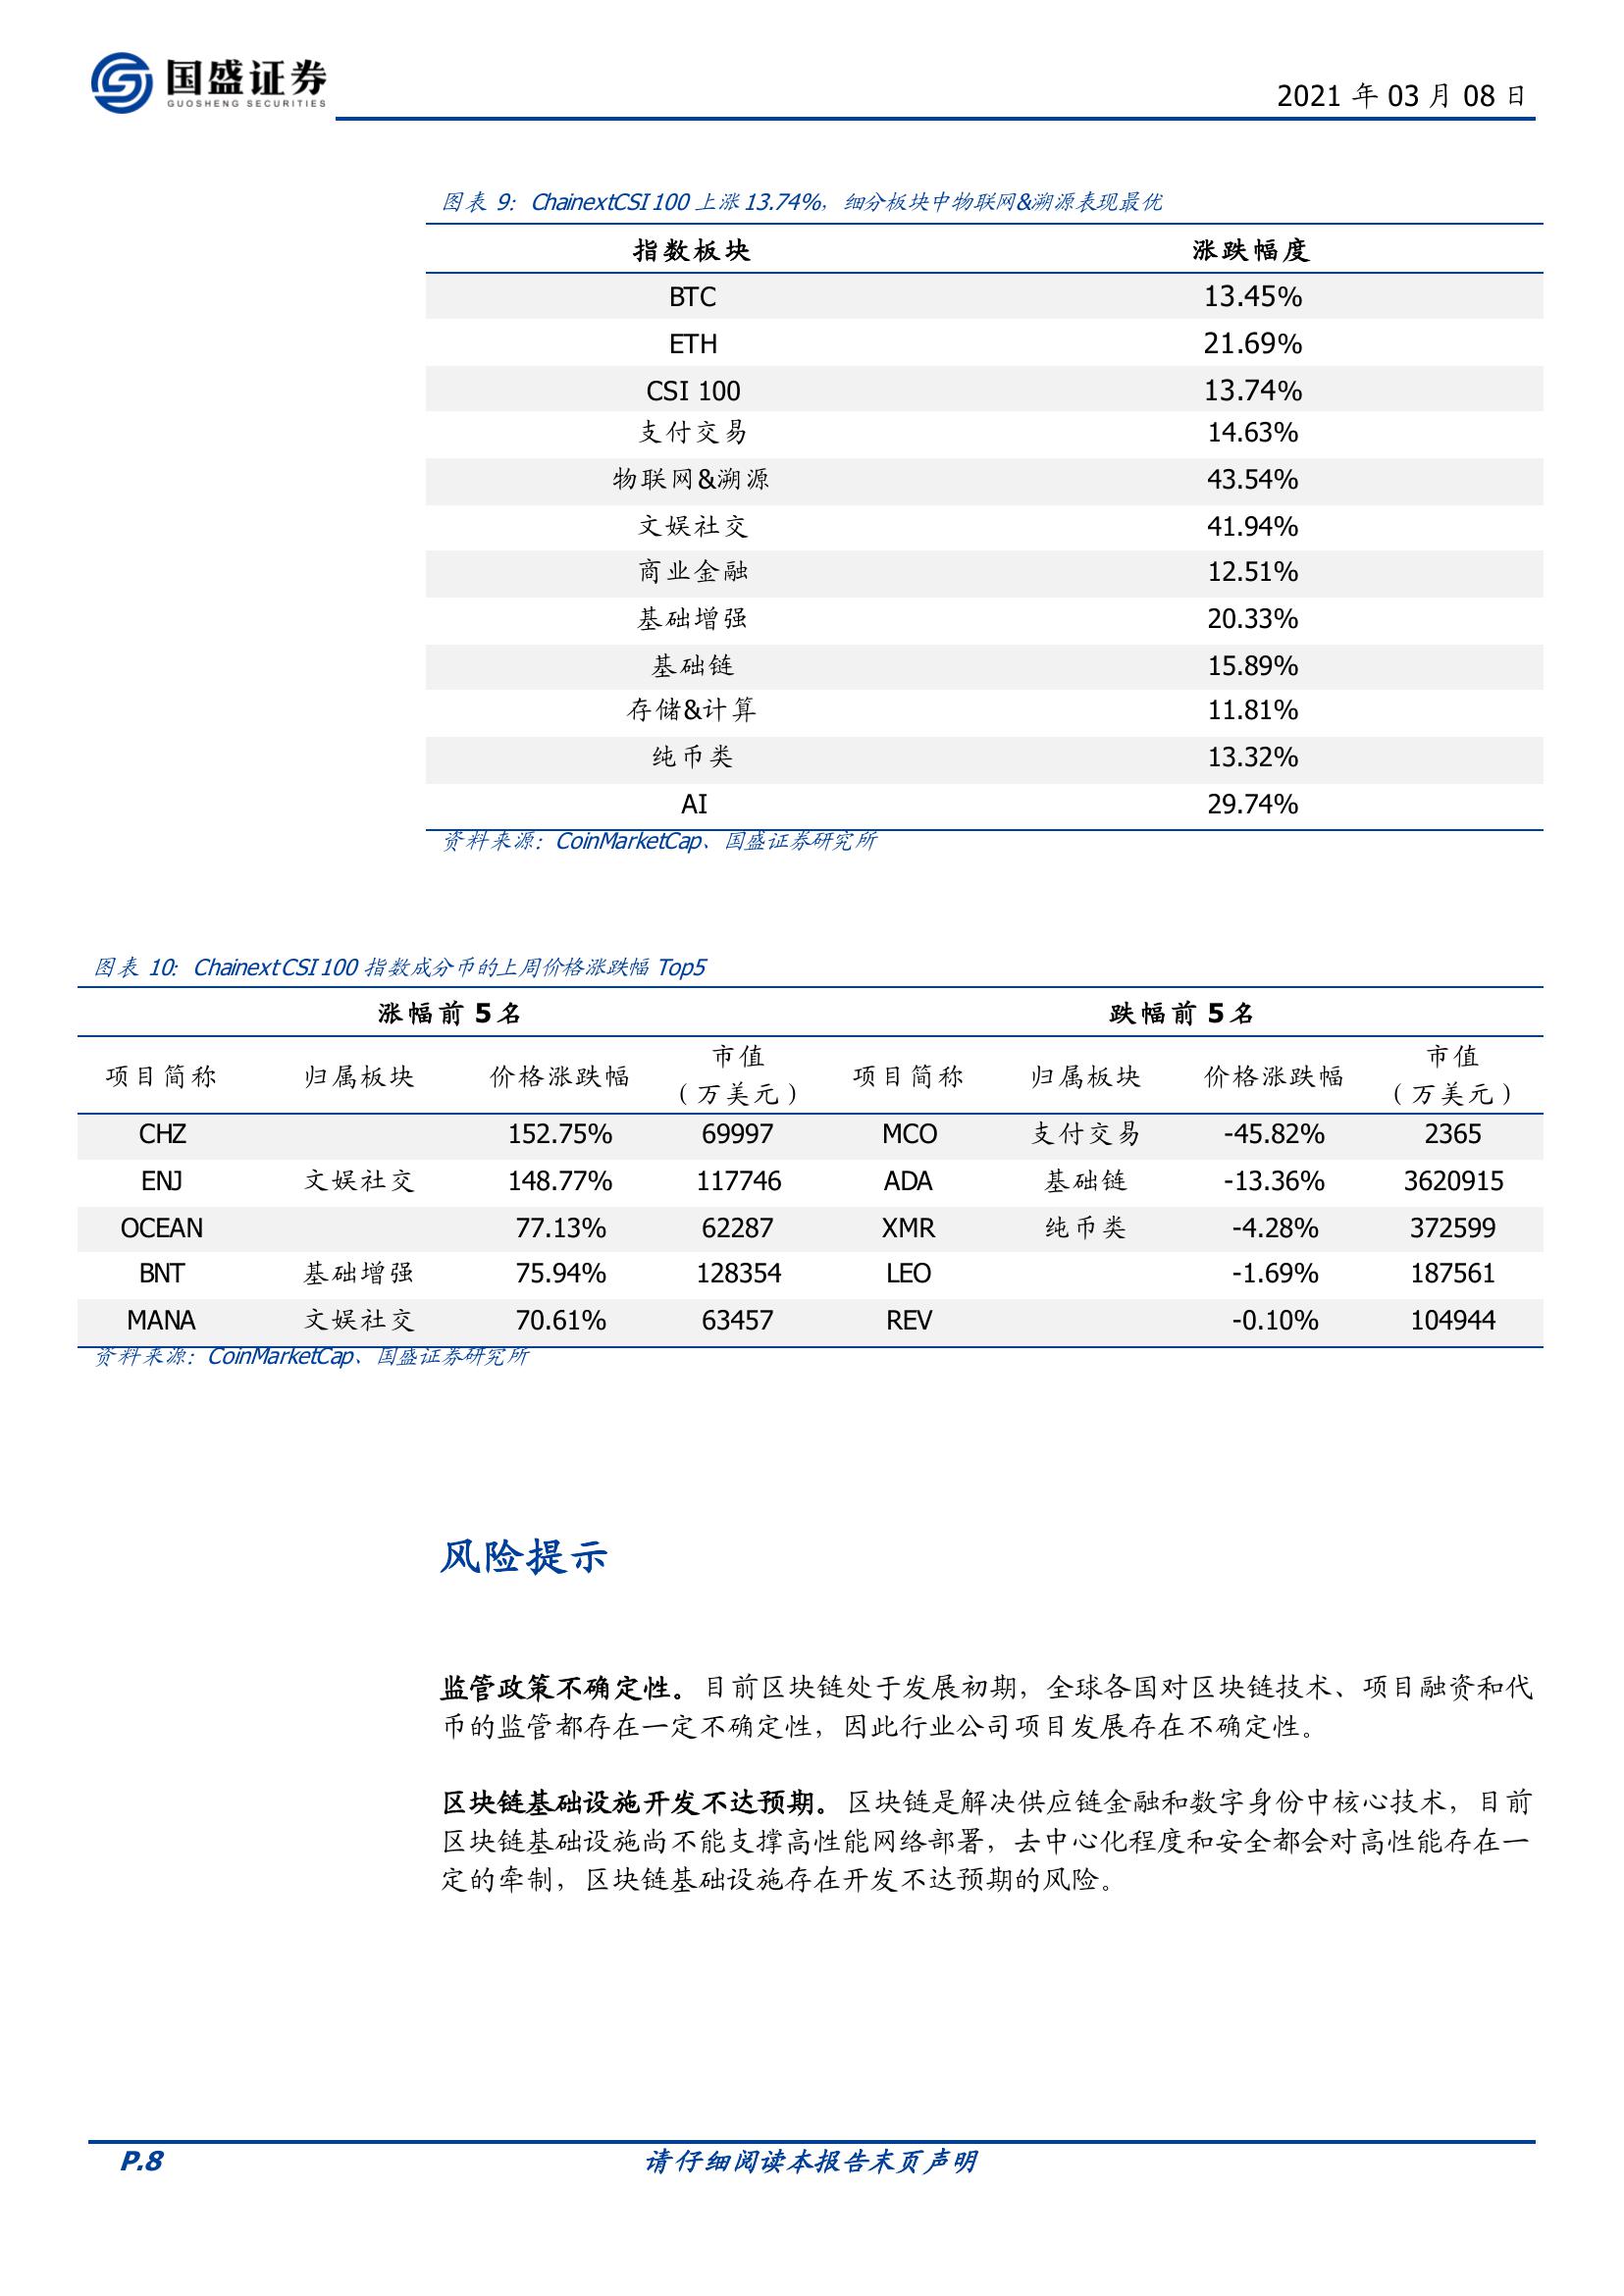 国盛证券
GUOSHENG SECURITIES
2021 年 03 月 08 日
图表 9：ChainextCSI 100 上涨 13.74%，细分板块中物联网&溯源表现最优
指数板块 涨跌幅度
BTC 13.45%
ETH 21.69%
CSI 100 13.74%
支付交易 14.63%
物联网&溯源 43.54%
文娱社交 41.94%
商业金融 12.51%
基础增强 20.33%
基础链 15.89%
存储&计算 11.81%
纯币类 13.32%
AI 29.74%
资料来源：CoinMarketCap、国盛证券研究所
图表 10：Chainext CSI 100 指数成分币的上周价格涨跌幅 Top5
涨幅前 5 名 跌幅前 5 名
项目简称 归属板块 价格涨跌幅 市值（万美元） 项目简称 归属板块 价格涨跌幅 市值（万美元）
CHZ 152.75% 69997 MCO 支付交易 -45.82% 2365
ENJ 文娱社交 148.77% 117746 ADA 基础链 -13.36% 3620915
OCEAN 77.13% 62287 XMR 纯币类 -4.28% 372599
BNT 基础增强 75.94% 128354 LEO -1.69% 187561
MANA 文娱社交 70.61% 63457 REV -0.10% 104944
资料来源：CoinMarketCap、国盛证券研究所
风险提示
监管政策不确定性。目前区块链处于发展初期，全球各国对区块链技术、项目融资和代
币的监管都存在一定不确定性，因此行业公司项目发展存在不确定性。
区块链基础设施开发不达预期。区块链是解决供应链金融和数字身份中核心技术，目前
区块链基础设施尚不能支撑高性能网络部署，去中心化程度和安全都会对高性能存在一
定的牵制，区块链基础设施存在开发不达预期的风险。
P.8 请仔细阅读本报告末页声明